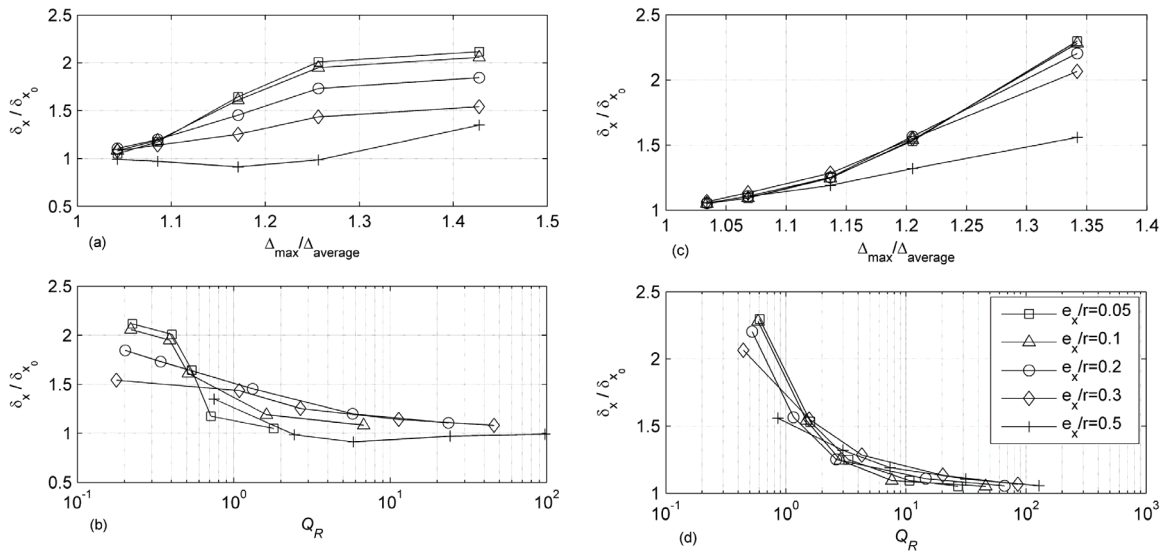 2.5
2
1.5
1
0.5
δx / δx0
1
1.1
1.2
1.3
1.4
1.5
Δmax/Δaverage
(a)
2.5
2
1.5
1
0.5
δx / δx0
10-1
100
101
102
QR
(b)
2.5
2
1.5
1
δx / δx0
1
1.05
1.1
1.15
1.2
1.25
1.3
1.35
1.4
Δmax/Δaverage
(c)
2.5
2
1.5
1
δx / δx0
10-1
100
101
102
103
QR
(d)
ex/r=0.05
ex/r=0.1
ex/r=0.2
ex/r=0.3
ex/r=0.5